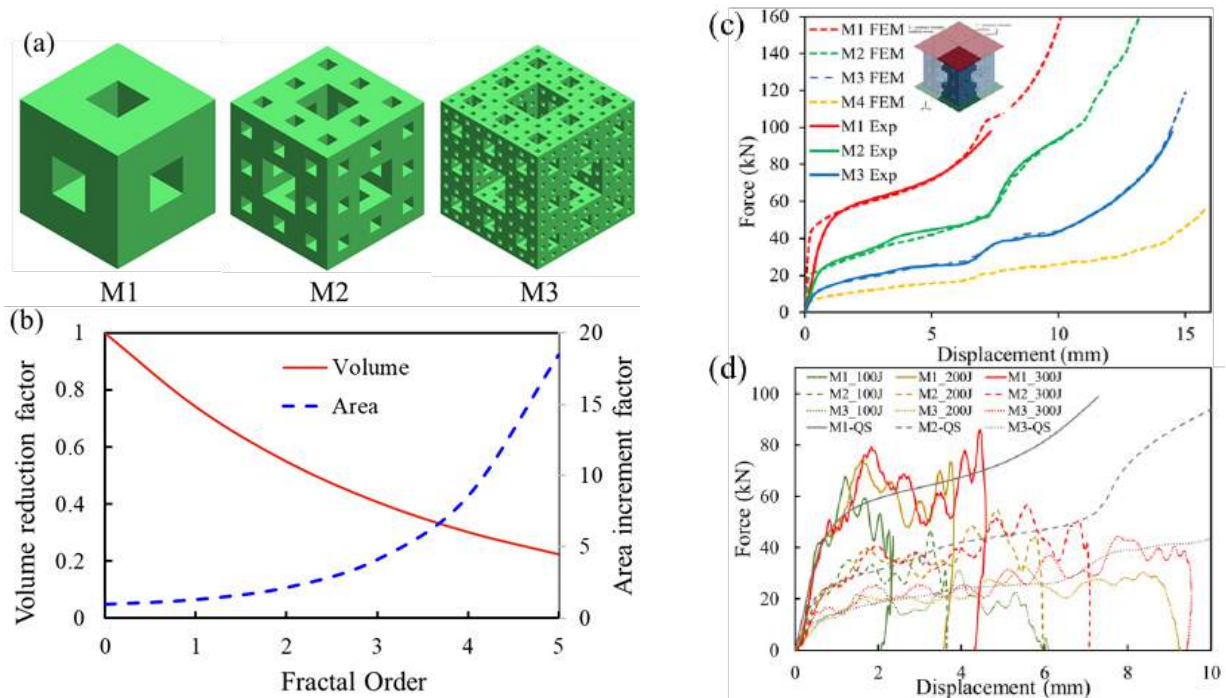 (a)
M1 M2 M3
(b)
Volume reduction factor
1
0.8
0.6
0.4
0.2
0
Volume
Area
20
15
10
5
0
Area increment factor
0 1 2 3 4 5
Fractal Order
(c)
Force (kN)
160
140
120
100
80
60
40
20
0
M1 FEM
M2 FEM
M3 FEM
M4 FEM
M1 Exp
M2 Exp
M3 Exp
0 5 10 15
Displacement (mm)
(d)
Force (kN)
100
80
60
40
20
0
M1_100J M1_200J M1_300J
M2_100J M2_200J M2_300J
M3_100J M3_200J M3_300J
M1-QS M2-QS M3-QS
0 2 4 6 8 10
Displacement (mm)